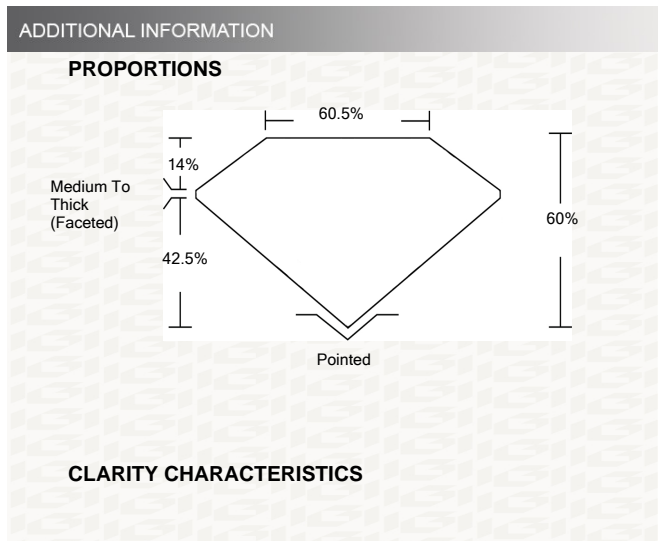 ADDITIONAL INFORMATION
PROPORTIONS
60.5%
14%
Medium To
Thick
(Faceted)
60%
42.5%
Pointed
CLARITY CHARACTERISTICS